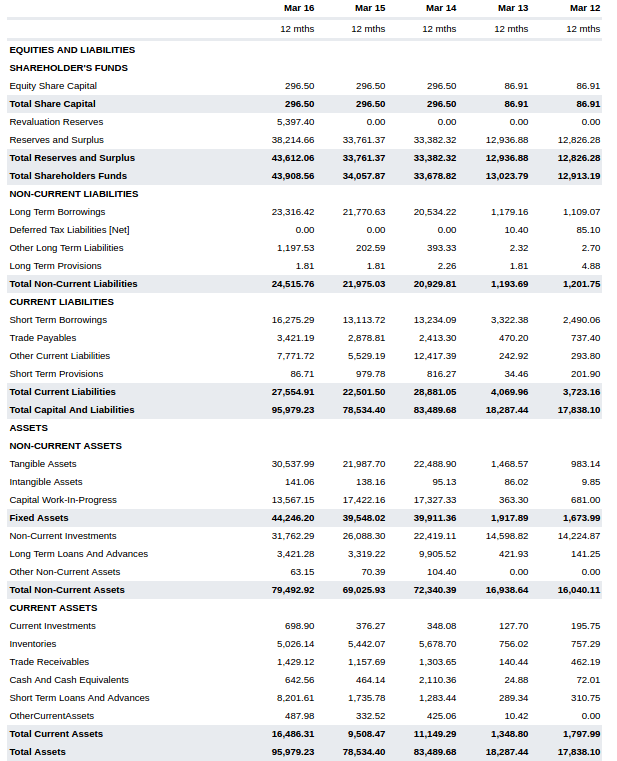 Mar 16 Mar 15 Mar 14 Mar 13 Mar 12
12 mths 12 mths 12 mths 12 mths 12 mths
EQUITIES AND LIABILITIES
SHAREHOLDER'S FUNDS
Equity Share Capital 296.50 296.50 296.50 86.91 86.91
Total Share Capital 296.50 296.50 296.50 86.91 86.91
Revaluation Reserves 5,397.40 0.00 0.00 0.00 0.00
Reserves and Surplus 38,214.66 33,761.37 33,382.32 12,936.88 12,826.28
Total Reserves and Surplus 43,612.06 33,761.37 33,382.32 12,936.88 12,826.28
Total Shareholders Funds 43,908.56 34,057.87 33,678.82 13,023.79 12,913.19
NON-CURRENT LIABILITIES
Long Term Borrowings 23,316.42 21,770.63 20,534.22 1,179.16 1,109.07
Deferred Tax Liabilities [Net] 0.00 0.00 0.00 10.40 85.10
Other Long Term Liabilities 1,197.53 202.59 393.33 2.32 2.70
Long Term Provisions 1.81 1.81 2.26 1.81 4.88
Total Non-Current Liabilities 24,515.76 21,975.03 20,929.81 1,193.69 1,201.75
CURRENT LIABILITIES
Short Term Borrowings 16,275.29 13,113.72 13,234.09 3,322.38 2,490.06
Trade Payables 3,421.19 2,878.81 2,413.30 470.20 737.40
Other Current Liabilities 7,771.72 5,529.19 12,417.39 242.92 293.80
Short Term Provisions 86.71 979.78 816.27 34.46 201.90
Total Current Liabilities 27,554.91 22,501.50 28,881.05 4,069.96 3,723.16
Total Capital And Liabilities 95,979.23 78,534.40 83,489.68 18,287.44 17,838.10
ASSETS
NON-CURRENT ASSETS
Tangible Assets 30,537.99 21,987.70 22,488.90 1,468.57 983.14
Intangible Assets 141.06 138.16 95.13 86.02 9.85
Capital Work-In-Progress 13,567.15 17,422.16 17,327.33 363.30 681.00
Fixed Assets 44,246.20 39,548.02 39,911.36 1,917.89 1,673.99
Non-Current Investments 31,762.29 26,088.30 22,419.11 14,598.82 14,224.87
Long Term Loans And Advances 3,421.28 3,319.22 9,905.52 421.93 141.25
Other Non-Current Assets 63.15 70.39 104.40 0.00 0.00
Total Non-Current Assets 79,492.92 69,025.93 72,340.39 16,938.64 16,040.11
CURRENT ASSETS
Current Investments 698.90 376.27 348.08 127.70 195.75
Inventories 5,026.14 5,442.07 5,678.70 756.02 757.29
Trade Receivables 1,429.12 1,157.69 1,303.65 140.44 462.19
Cash And Cash Equivalents 642.56 464.14 2,110.36 24.88 72.01
Short Term Loans And Advances 8,201.61 1,735.78 1,283.44 289.34 310.75
OtherCurrentAssets 487.98 332.52 425.06 10.42 0.00
Total Current Assets 16,486.31 9,508.47 11,149.29 1,348.80 1,797.99
Total Assets 95,979.23 78,534.40 83,489.68 18,287.44 17,838.10